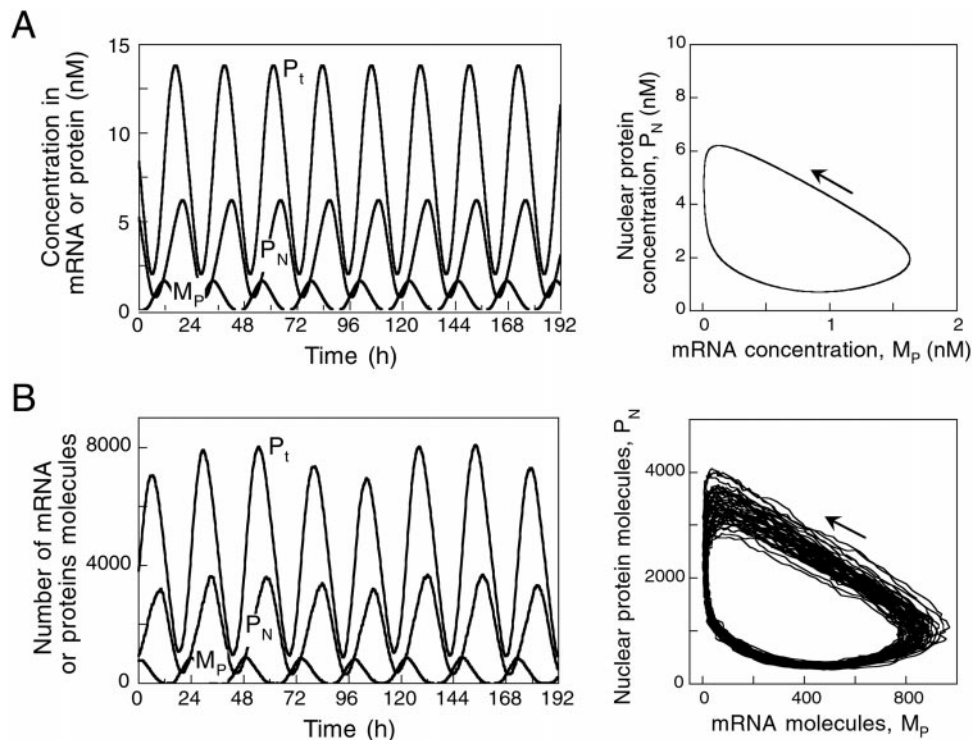 A
Concentration in
mRNA or protein (nM)
15
10
5
0
P_t
P_N
M_P
0 24 48 72 96 120 144 168 192
Time (h)
Nuclear protein
concentration, P_N (nM)
10
8
6
4
2
0
0 1 2
mRNA concentration, M_P (nM)
B
Number of mRNA
or proteins molecules
8000
4000
0
P_t
P_N
M_P
0 24 48 72 96 120 144 168 192
Time (h)
Nuclear protein molecules, P_N
4000
2000
0
0 400 800
mRNA molecules, M_P